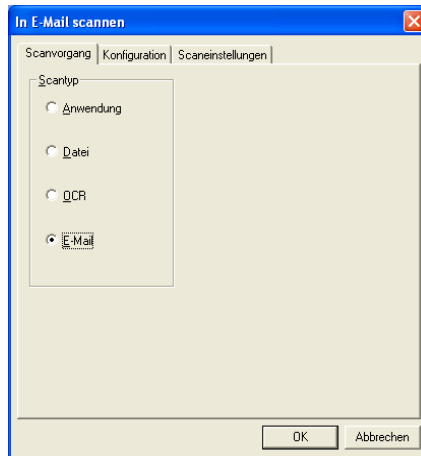 In E-Mail scannen
Scanvorgang Konfiguration Scaneinstellungen
Scantyp
Anwendung
Datei
OCR
E-Mail
OK Abbrechen